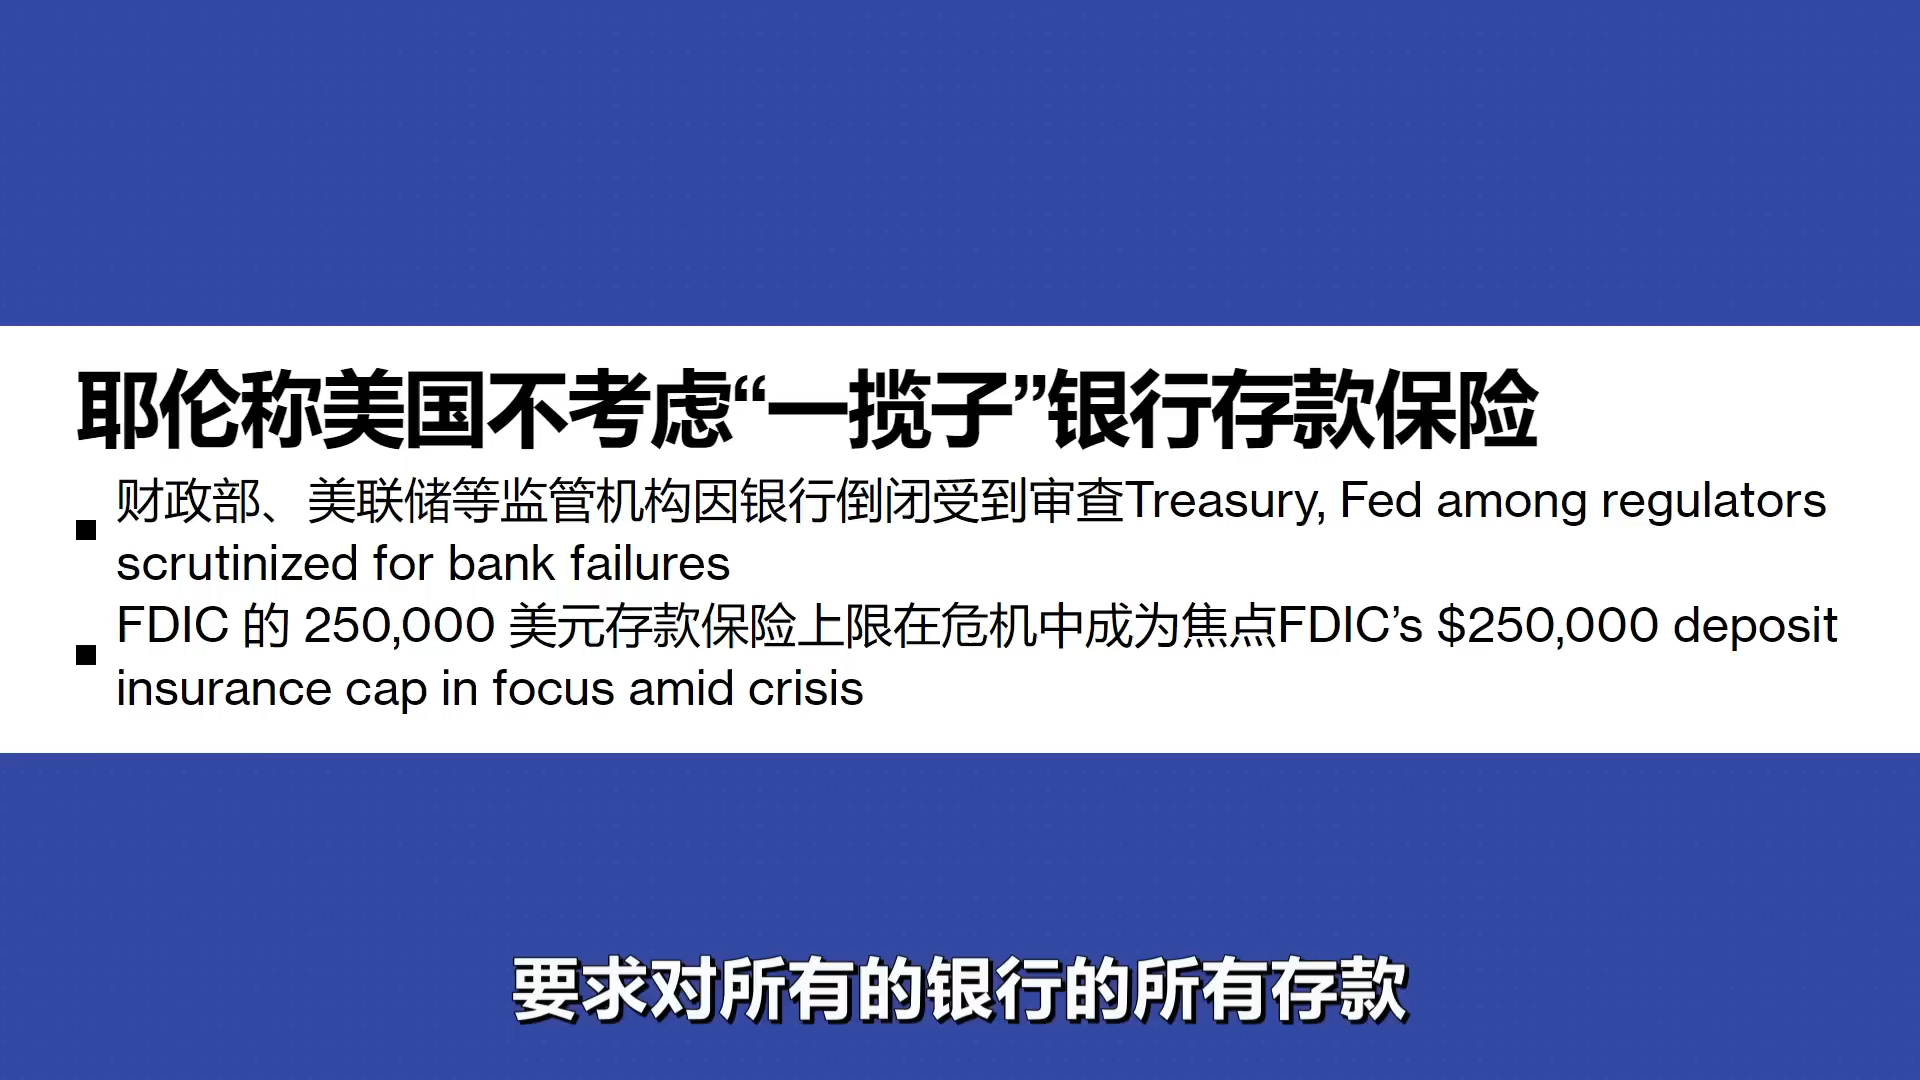 耶伦称美国不考虑“一揽子”银行存款保险
财政部、美联储等监管机构因银行倒闭受到审查Treasury, Fed among regulators
scrutinized for bank failures
FDIC 的 250,000 美元存款保险上限在危机中成为焦点FDIC’s $250,000 deposit
insurance cap in focus amid crisis
要求对所有的银行的所有存款